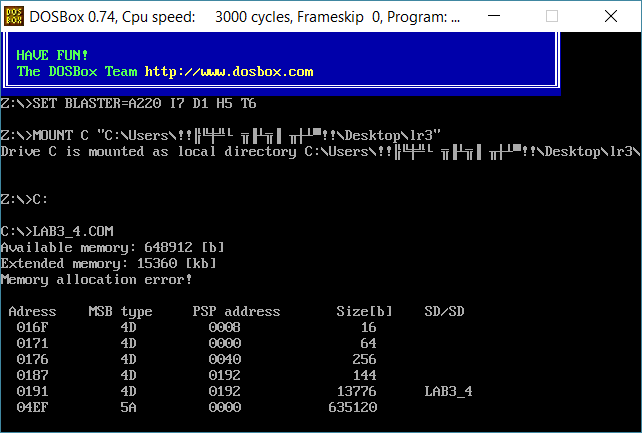 DOSBox 0.74, Cpu speed: 3000 cycles, Frameskip 0, Program: ...
HAVE FUN!
The DOSBox Team http://www.dosbox.com
Z:\>SET BLASTER=A220 I7 D1 H5 T6
Z:\>MOUNT C "C:\Users\!!╠╚╪╩└ ╦╟╩╦║ ╥╫┴▀!!\Desktop\lr3"
Drive C is mounted as local directory C:\Users\!!╠╚╪╩└ ╦╟╩╦║ ╥╫┴▀!!\Desktop\lr3\
Z:\>C:
C:\>LAB3_4.COM
Available memory: 648912 [b]
Extended memory: 15360 [kb]
Memory allocation error!
Adress MSB type PSP address Size[b] SD/SD
016F 4D 0008 16
0171 4D 0000 64
0176 4D 0040 256
0187 4D 0192 144
0191 4D 0192 13776 LAB3_4
04EF 5A 0000 635120